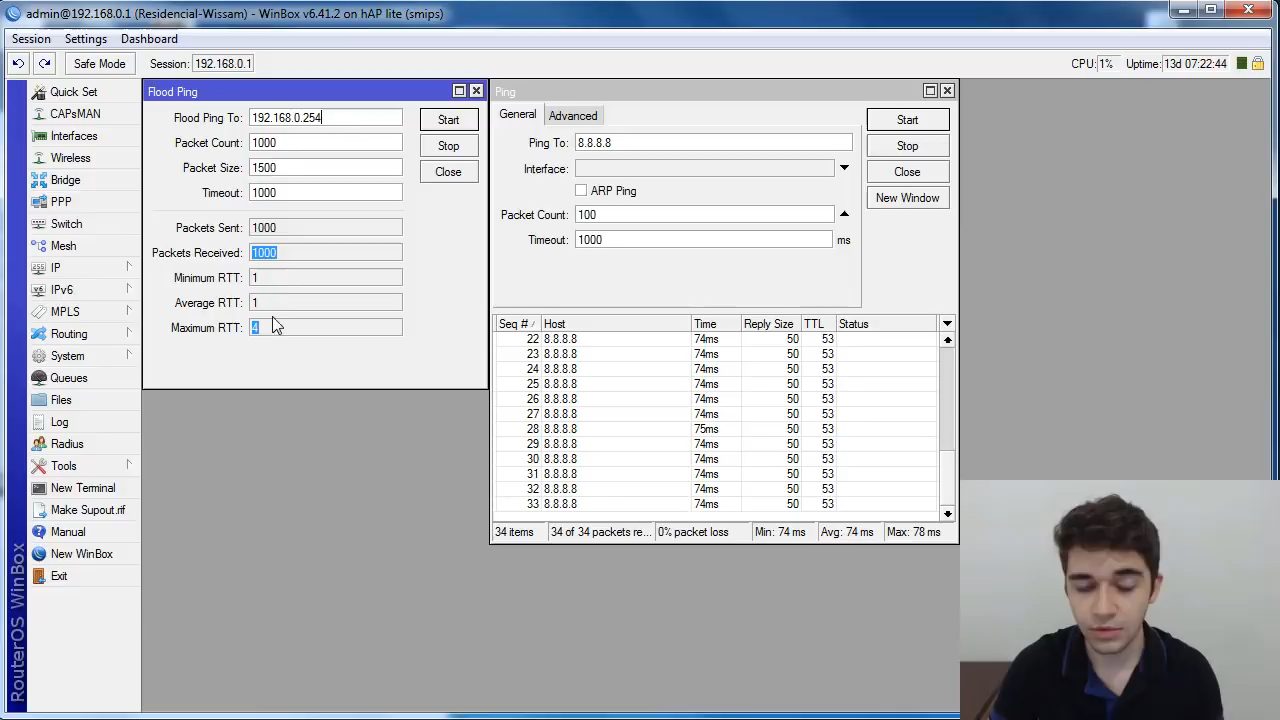 admin@192.168.0.1 (Residencial-Wissam) - WinBox v6.41.2 on hAP lite (smips)
Session Settings Dashboard
Safe Mode Session: 192.168.0.1 CPU: 1% Uptime: 13d 07:22:44
Quick Set
CAPsMAN
Interfaces
Wireless
Bridge
PPP
Switch
Mesh
IP
IPv6
MPLS
Routing
System
Queues
Files
Log
Radius
Tools
New Terminal
Make Supout.rif
Manual
New WinBox
Exit
RouterOS WinBox
Flood Ping
Flood Ping To: 192.168.0.254 Start
Packet Count: 1000 Stop
Packet Size: 1500 Close
Timeout: 1000
Packets Sent: 1000
Packets Received: 1000
Minimum RTT: 1
Average RTT: 1
Maximum RTT: 4
Ping
General Advanced Start
Ping To: 8.8.8.8 Stop
Interface: Close
ARP Ping New Window
Packet Count: 100
Timeout: 1000 ms
Seq # / Host Time Reply Size TTL Status
22 8.8.8.8 74ms 50 53
23 8.8.8.8 74ms 50 53
24 8.8.8.8 74ms 50 53
25 8.8.8.8 74ms 50 53
26 8.8.8.8 74ms 50 53
27 8.8.8.8 74ms 50 53
28 8.8.8.8 75ms 50 53
29 8.8.8.8 74ms 50 53
30 8.8.8.8 74ms 50 53
31 8.8.8.8 74ms 50 53
32 8.8.8.8 74ms 50 53
33 8.8.8.8 74ms 50 53
34 items 34 of 34 packets re... 0% packet loss Min: 74 ms Avg: 74 ms Max: 78 ms